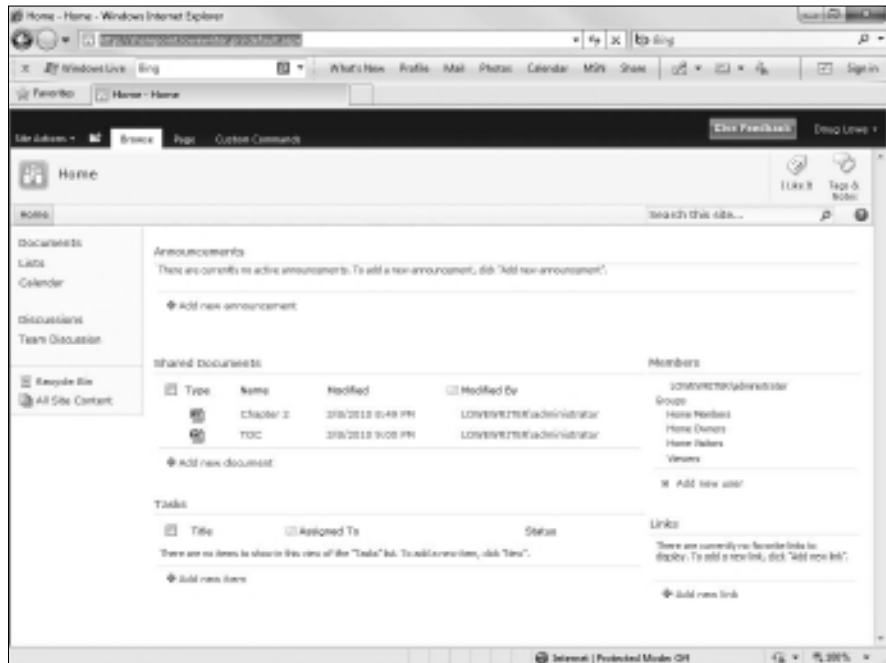 Home - Home - Windows Internet Explorer
Bing
Windows Live Bing What's New Profile Mail Photos Calendar MSN Share Sign in
Favorites Home - Home
Give Feedback Doug Lowe
Site Actions Browse Page Custom Commands
Home
I Like It Tags & Notes
Home Search this site...
Documents
Lists
Calendar
Discussions
Team Discussion
Recycle Bin
All Site Content
Announcements
There are currently no active announcements. To add a new announcement, click "Add new announcement".
Add new announcement
Shared Documents
Type Name Modified Modified By
Chapter 2 LOWEWRITER\administrator
TOC LOWEWRITER\administrator
Add new document
Tasks
Title Assigned To Status
There are no items to show in this view of the "Tasks" list. To add a new item, click "New".
Add new item
Members
LOWEWRITER\administrator
Groups
Home Members
Home Owners
Home Visitors
Viewers
Add new user
Links
There are currently no favorite links to
display. To add a new link, click "Add new link".
Add new link
Internet | Protected Mode: Off 100%